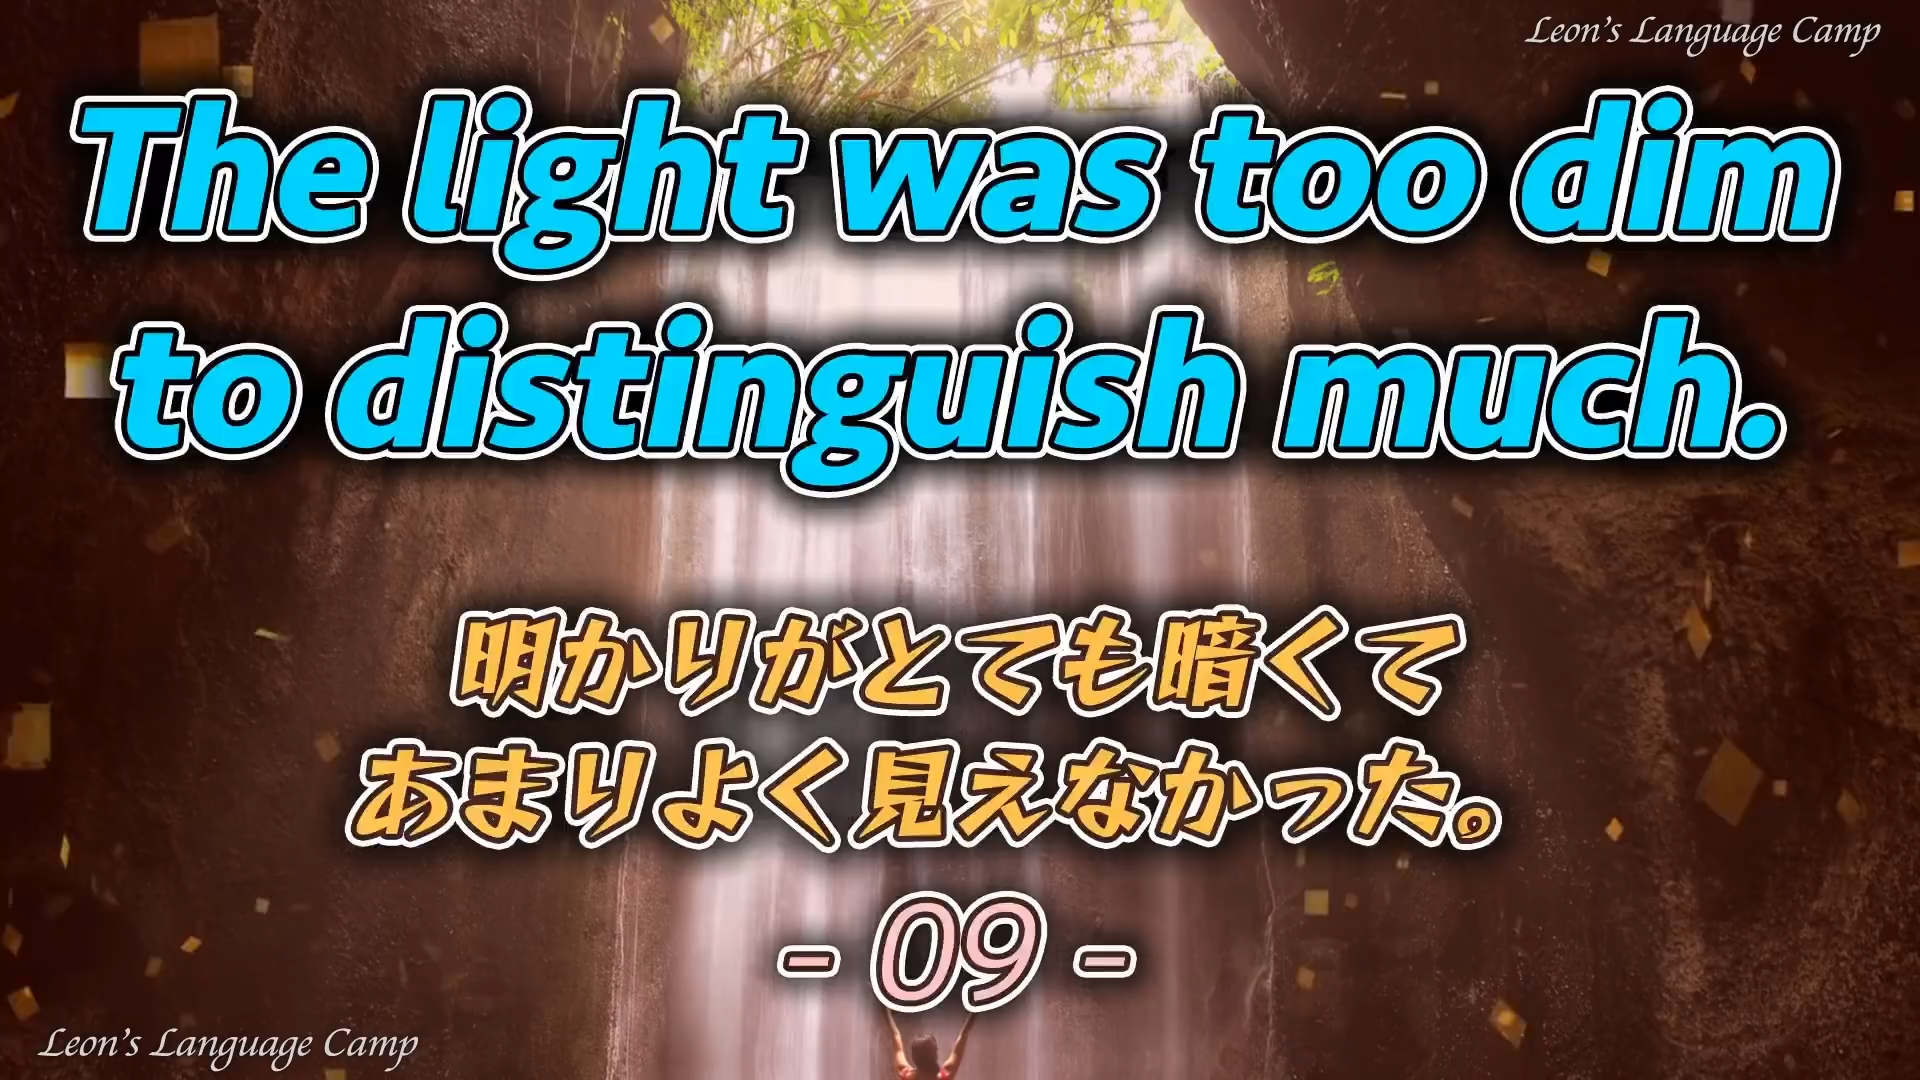 Leon's Language Camp
The light was too dim
to distinguish much.
明かりがとても暗くて
あまりよく見えなかった。
- 09 -
Leon's Language Camp